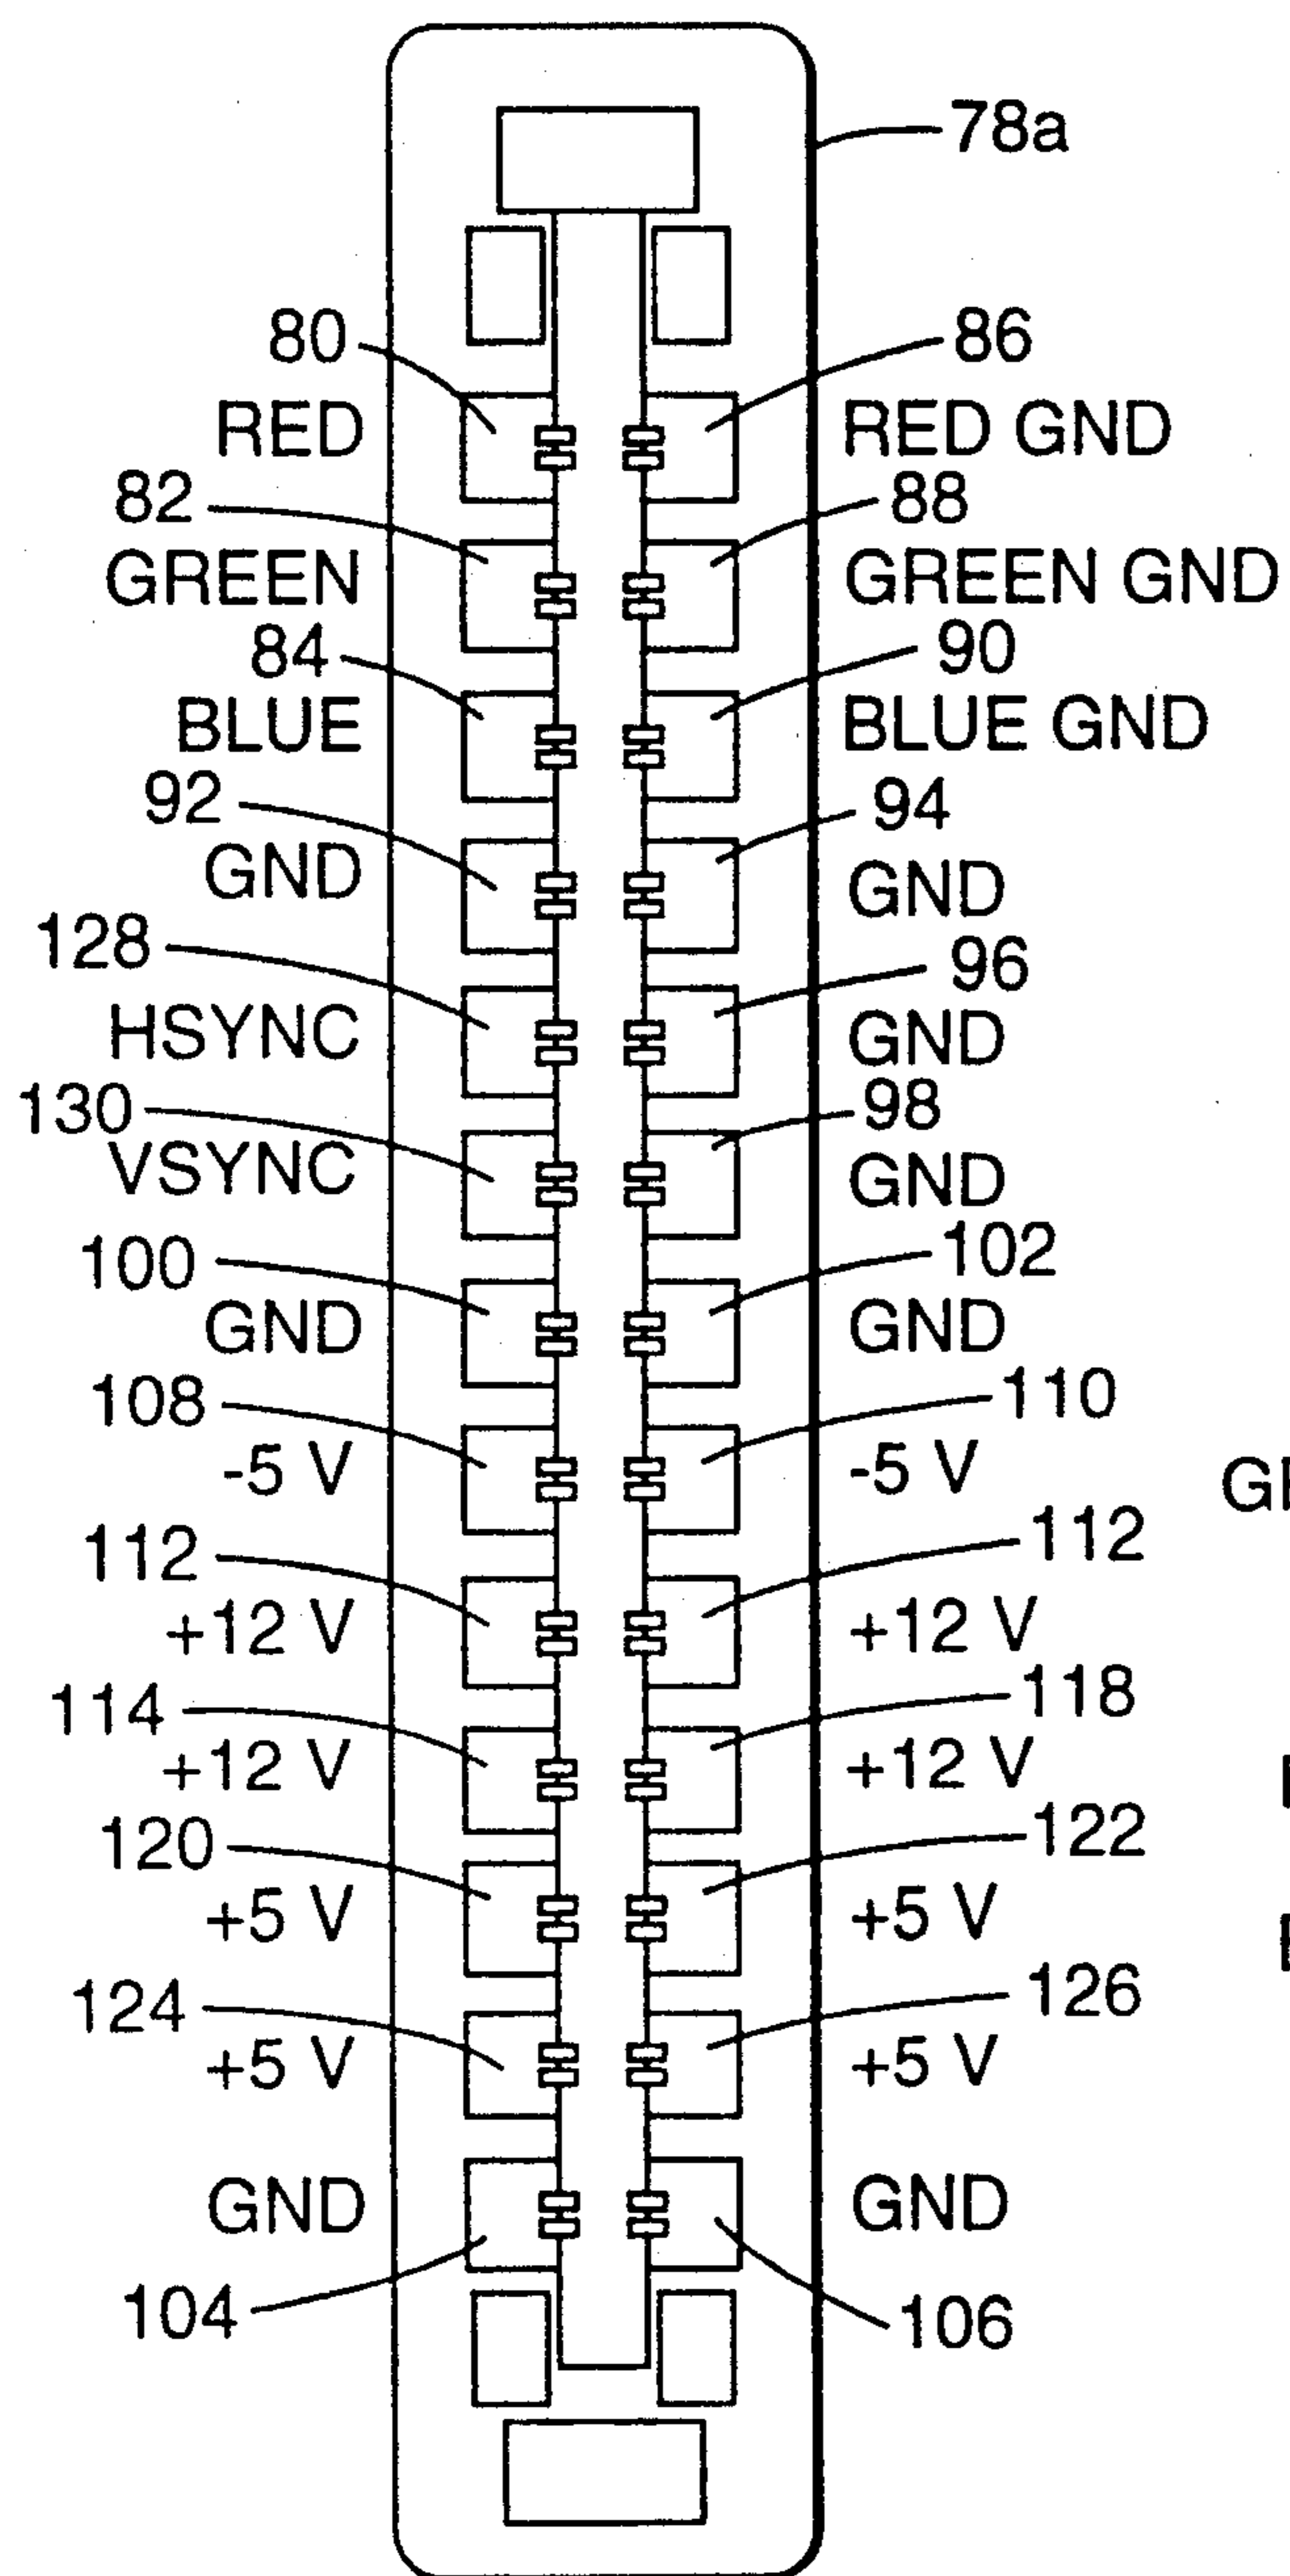 78a
80 86
RED RED GND
82 88
GREEN GREEN GND
84 90
BLUE BLUE GND
92 94
GND GND
128 96
HSYNC GND
130 98
VSYNC GND
100 102
GND GND
108 110
-5 V -5 V
112 112
+12 V +12 V
114 118
+12 V +12 V
120 122
+5 V +5 V
124 126
+5 V +5 V
GND GND
104 106